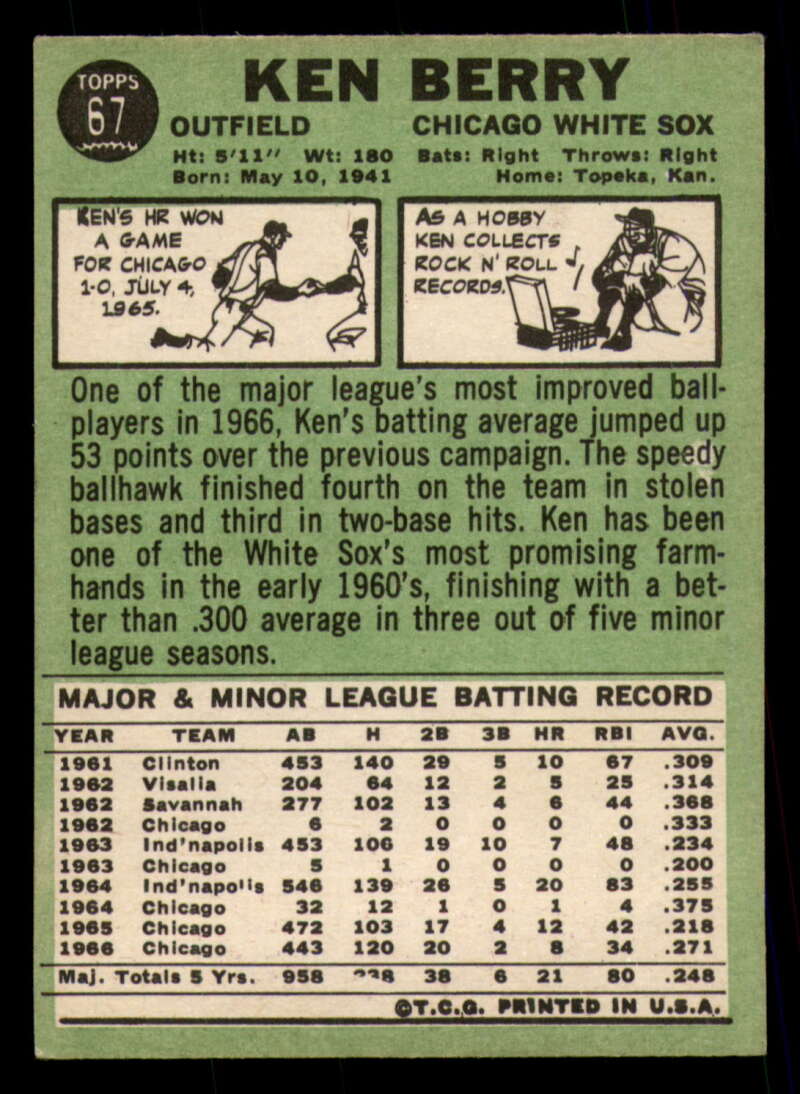 TOPPS
67
KEN BERRY
OUTFIELD CHICAGO WHITE SOX
Ht: 5'11" Wt: 180 Bats: Right Throws: Right
Born: May 10, 1941 Home: Topeka, Kan.
KEN'S HR WON
A GAME
FOR CHICAGO
1-0, JULY 4,
1965.
AS A HOBBY
KEN COLLECTS
ROCK N' ROLL
RECORDS.
One of the major league's most improved ball-
players in 1966, Ken's batting average jumped up
53 points over the previous campaign. The speedy
ballhawk finished fourth on the team in stolen
bases and third in two-base hits. Ken has been
one of the White Sox's most promising farm-
hands in the early 1960's, finishing with a bet-
ter than .300 average in three out of five minor
league seasons.
MAJOR & MINOR LEAGUE BATTING RECORD
YEAR TEAM AB H 2B 3B HR RBI AVG.
1961 Clinton 453 140 29 5 10 67 .309
1962 Visalia 204 64 12 2 5 25 .314
1962 Savannah 277 102 13 4 6 44 .368
1962 Chicago 6 2 0 0 0 0 .333
1963 Ind'napolis 453 106 19 10 7 48 .234
1963 Chicago 5 1 0 0 0 0 .200
1964 Ind'napolis 546 139 26 5 20 83 .255
1964 Chicago 32 12 1 0 1 4 .375
1965 Chicago 472 103 17 4 12 42 .218
1966 Chicago 443 120 20 2 8 34 .271
Maj. Totals 5 Yrs. 958 38 6 21 80 .248
©T.C.G. PRINTED IN U.S.A.